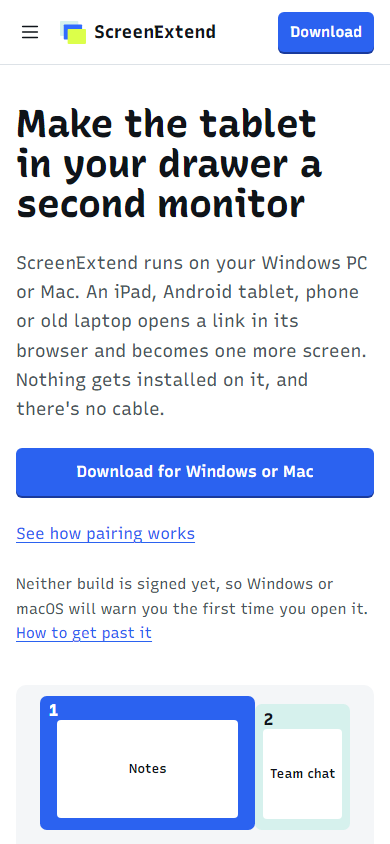 ScreenExtend
Download
Make the tablet
in your drawer a
second monitor
ScreenExtend runs on your Windows PC
or Mac. An iPad, Android tablet, phone
or old laptop opens a link in its
browser and becomes one more screen.
Nothing gets installed on it, and
there's no cable.
Download for Windows or Mac
See how pairing works
Neither build is signed yet, so Windows or
macOS will warn you the first time you open it.
How to get past it
1
2
Notes
Team chat